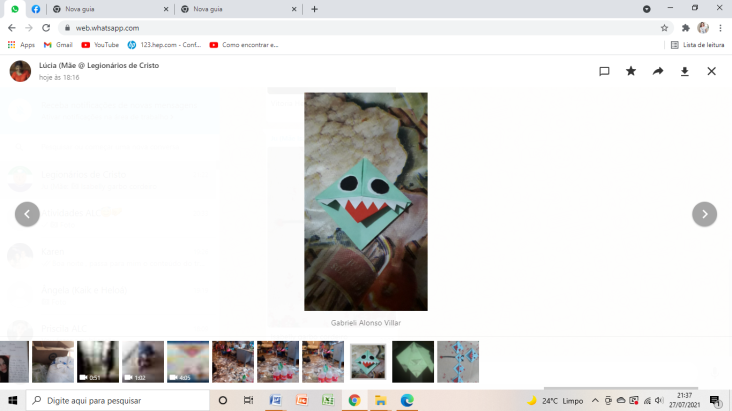 Nova guia
Nova guia
web.whatsapp.com
Apps
Gmail
YouTube
123.hep.com - Conf...
Como encontrar e...
Lista de leitura
Lúcia (Mãe @ Legionários de Cristo
hoje às 18:16
Gabrieli Alonso Villar
0:51
1:02
4:05
Digite aqui para pesquisar
24°C Limpo
21:37
27/07/2021